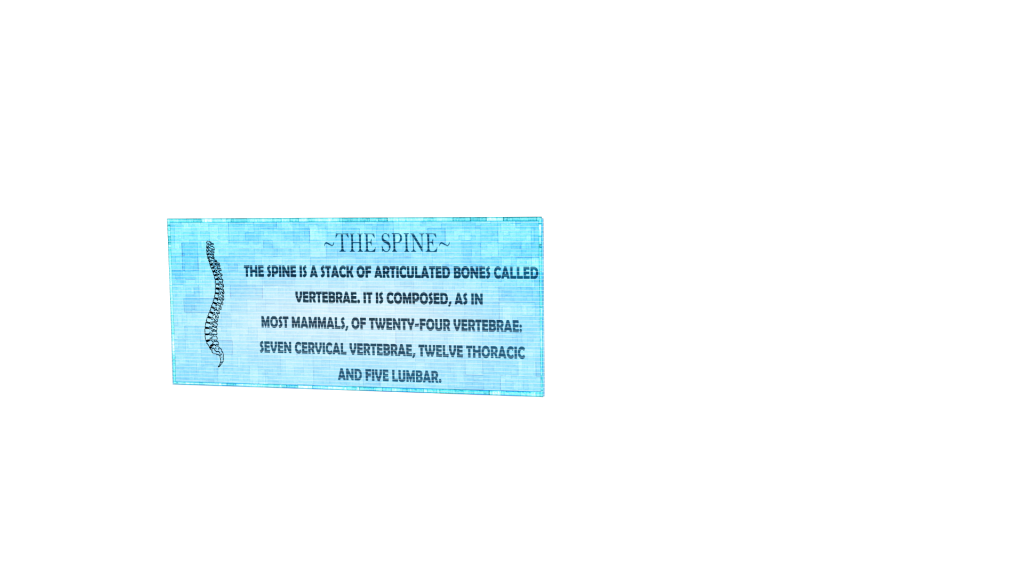 ~THE SPINE~
THE SPINE IS A STACK OF ARTICULATED BONES CALLED
VERTEBRAE. IT IS COMPOSED, AS IN
MOST MAMMALS, OF TWENTY-FOUR VERTEBRAE:
SEVEN CERVICAL VERTEBRAE, TWELVE THORACIC
AND FIVE LUMBAR.